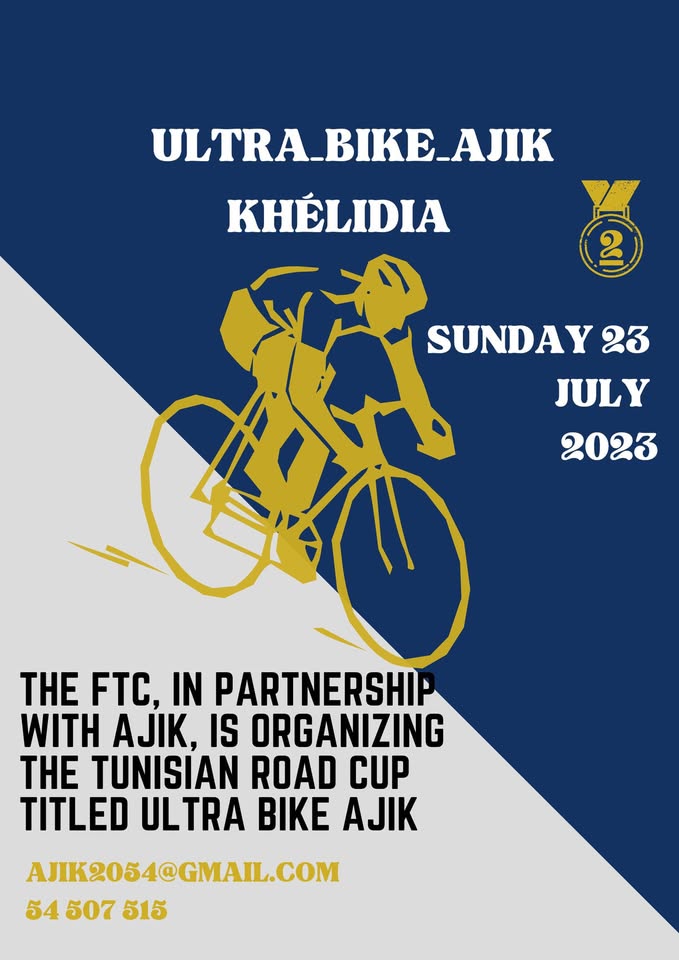 ULTRA_BIKE_AJIK
KHÉLIDIA
2
SUNDAY 23
JULY
2023
THE FTC, IN PARTNERSHIP
WITH AJIK, IS ORGANIZING
THE TUNISIAN ROAD CUP
TITLED ULTRA BIKE AJIK
AJIK2054@GMAIL.COM
54 507 515